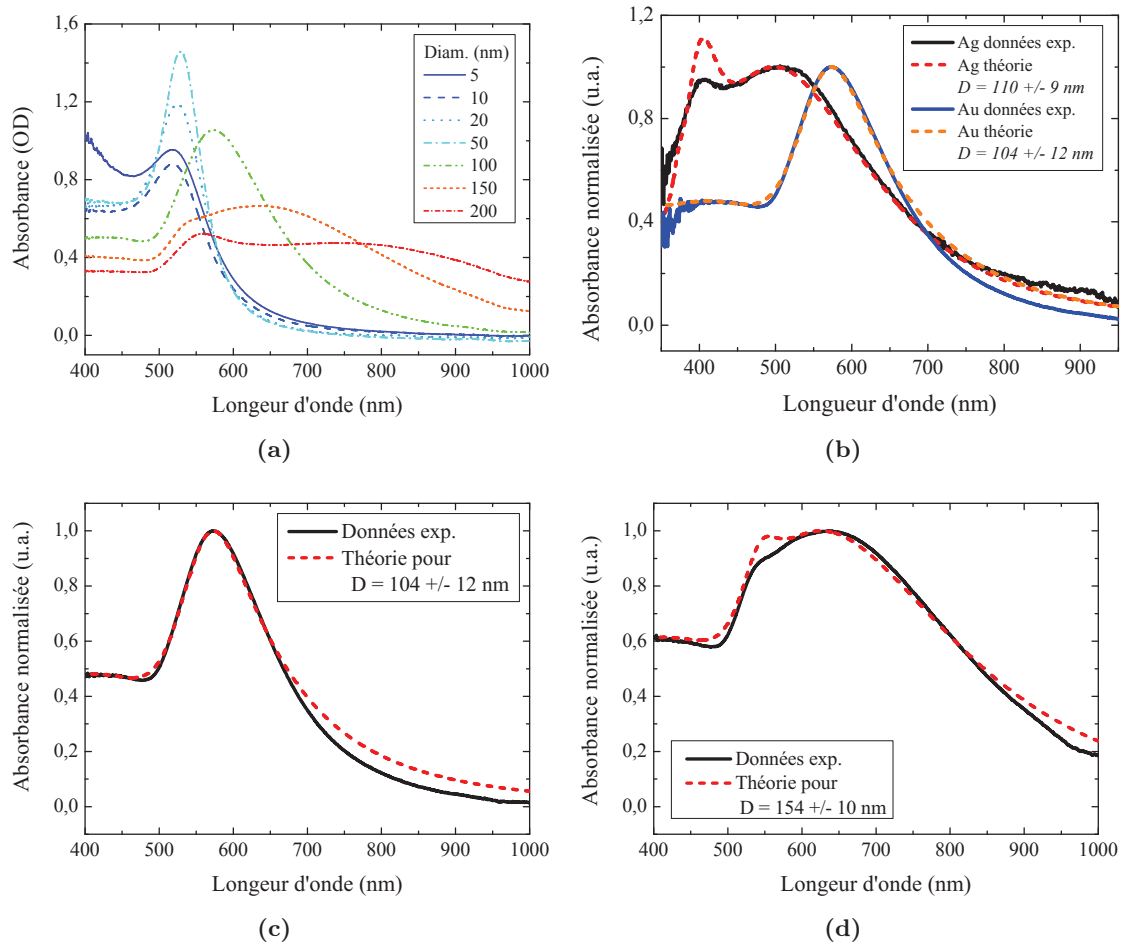 1,6
1,2
0,8
0,4
0,0
Absorbance (OD)
Diam. (nm)
5
10
20
50
100
150
200
400 500 600 700 800 900 1000
Longeur d'onde (nm)
(a)
1,0
0,4
0,0
Absorbance normalisée (u.a.)
Ag données exp.
Ag théorie
D = 110 +/- 9 nm
Au données exp.
Au théorie
D = 104 +/- 12 nm
400 500 600 700 800 900
Longueur d'onde (nm)
(b)
1,0
0,8
0,6
0,4
0,2
0,0
Absorbance normalisée (u.a.)
Données exp.
Théorie pour
D = 104 +/- 12 nm
400 500 600 700 800 900 1000
Longeur d'onde (nm)
(c)
1,0
0,8
0,6
0,4
0,2
0,0
Absorbance normalisée (u.a.)
Données exp.
Théorie pour
D = 154 +/- 10 nm
400 500 600 700 800 900 1000
Longeur d'onde (nm)
(d)